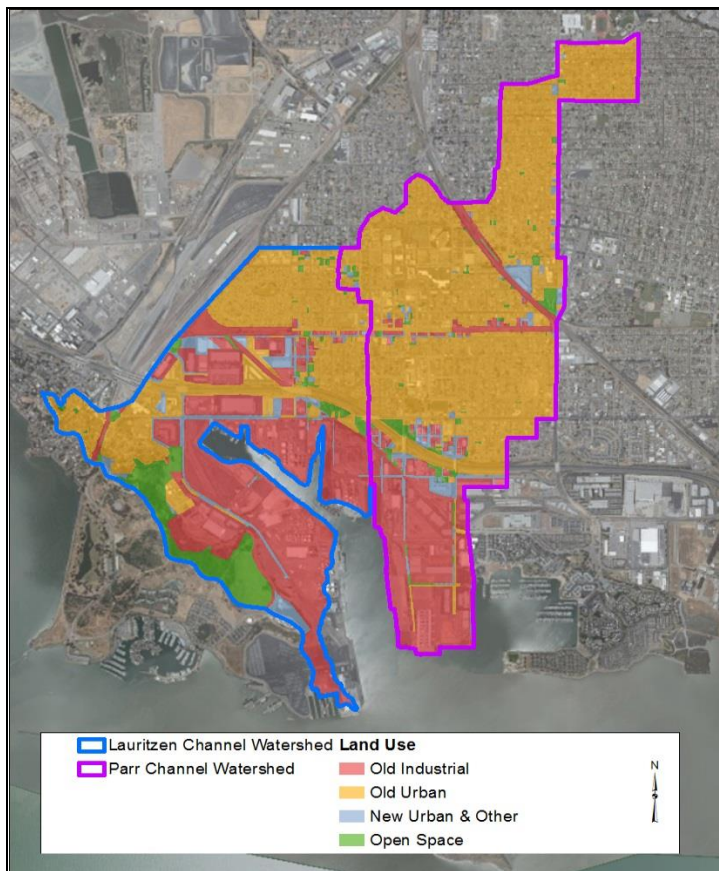 Lauritzen Channel Watershed
Parr Channel Watershed
Land Use
Old Industrial
Old Urban
New Urban & Other
Open Space
N